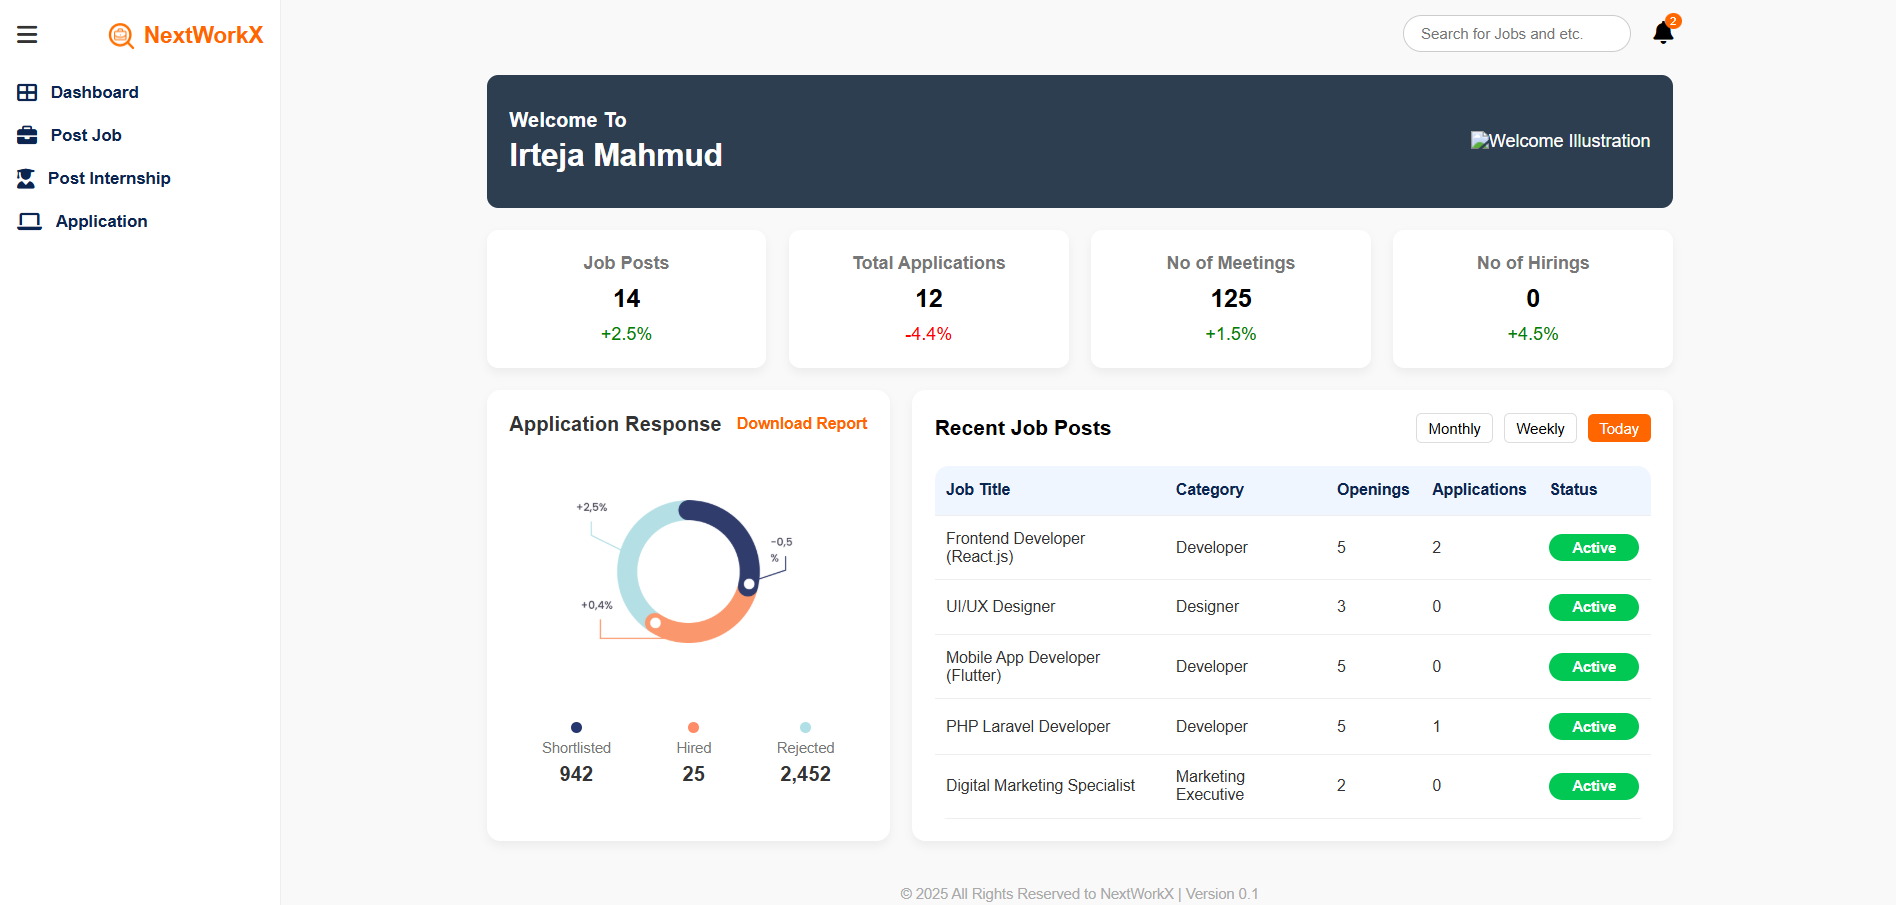 NextWorkX
Search for Jobs and etc.
2
Dashboard
Post Job
Post Internship
Application
Welcome To
Irteja Mahmud
Welcome Illustration
Job Posts
14
+2.5%
Total Applications
12
-4.4%
No of Meetings
125
+1.5%
No of Hirings
0
+4.5%
Application Response Download Report
+2,5%
-0,5
%
+0,4%
Shortlisted
942
Hired
25
Rejected
2,452
Recent Job Posts
Monthly Weekly Today
Job Title Category Openings Applications Status
Frontend Developer
(React.js) Developer 5 2 Active
UI/UX Designer Designer 3 0 Active
Mobile App Developer
(Flutter) Developer 5 0 Active
PHP Laravel Developer Developer 5 1 Active
Digital Marketing Specialist Marketing
Executive 2 0 Active
© 2025 All Rights Reserved to NextWorkX | Version 0.1